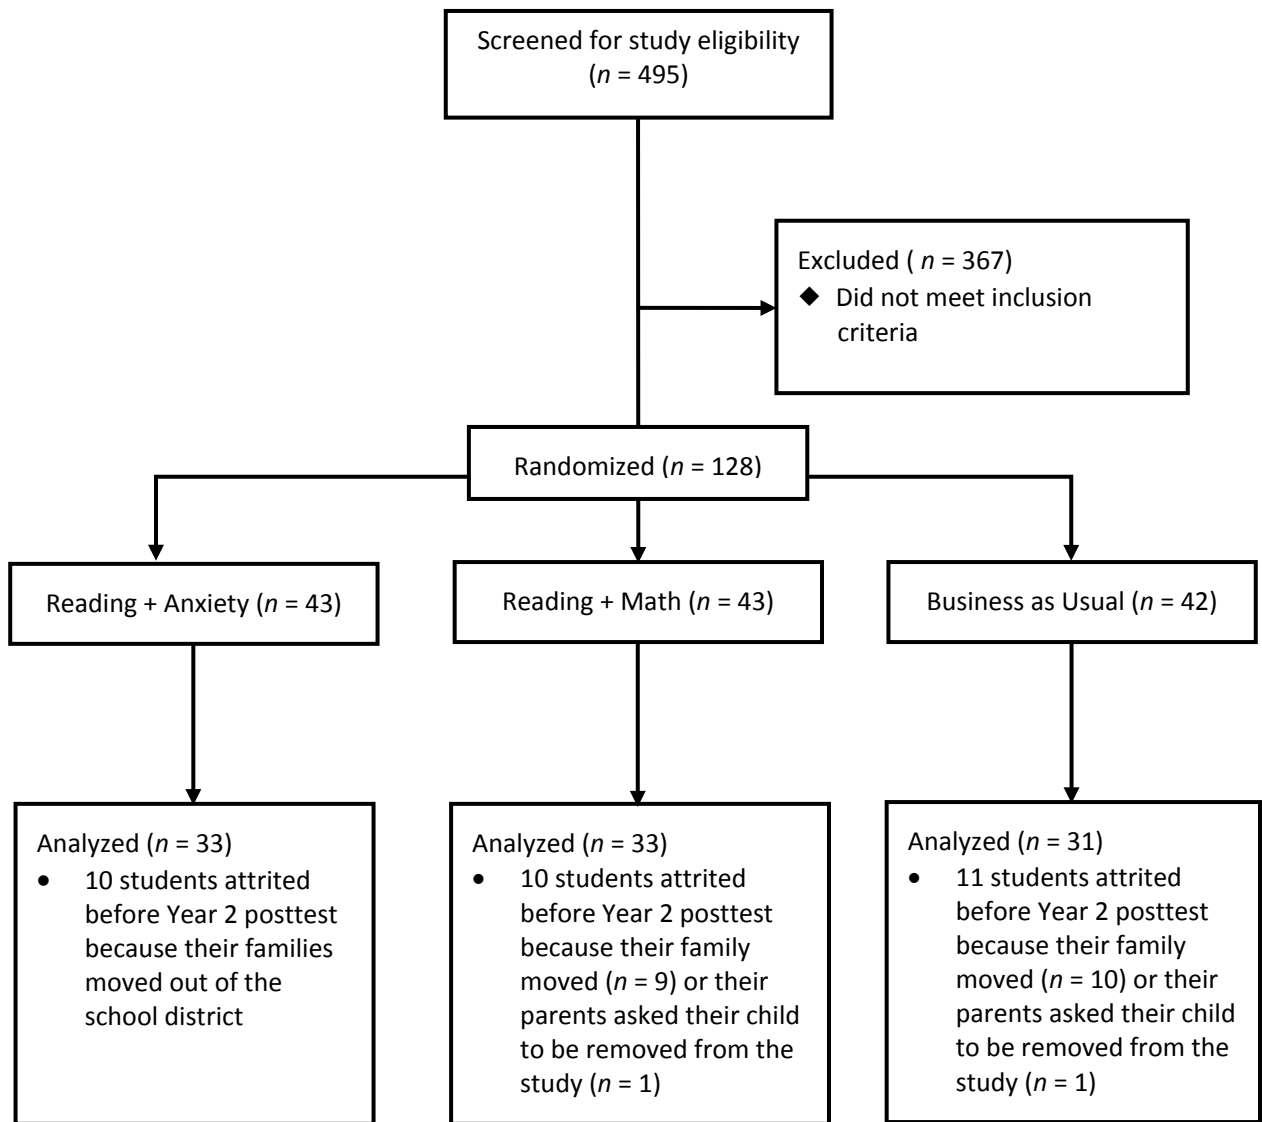 Screened for study eligibility
(n = 495)
Excluded ( n = 367)
◆ Did not meet inclusion
criteria
Randomized (n = 128)
Reading + Anxiety (n = 43)
Reading + Math (n = 43)
Business as Usual (n = 42)
Analyzed (n = 33)
• 10 students attrited
before Year 2 posttest
because their families
moved out of the
school district
Analyzed (n = 33)
• 10 students attrited
before Year 2 posttest
because their family
moved (n = 9) or their
parents asked their child
to be removed from the
study (n = 1)
Analyzed (n = 31)
• 11 students attrited
before Year 2 posttest
because their family
moved (n = 10) or their
parents asked their child
to be removed from the
study (n = 1)